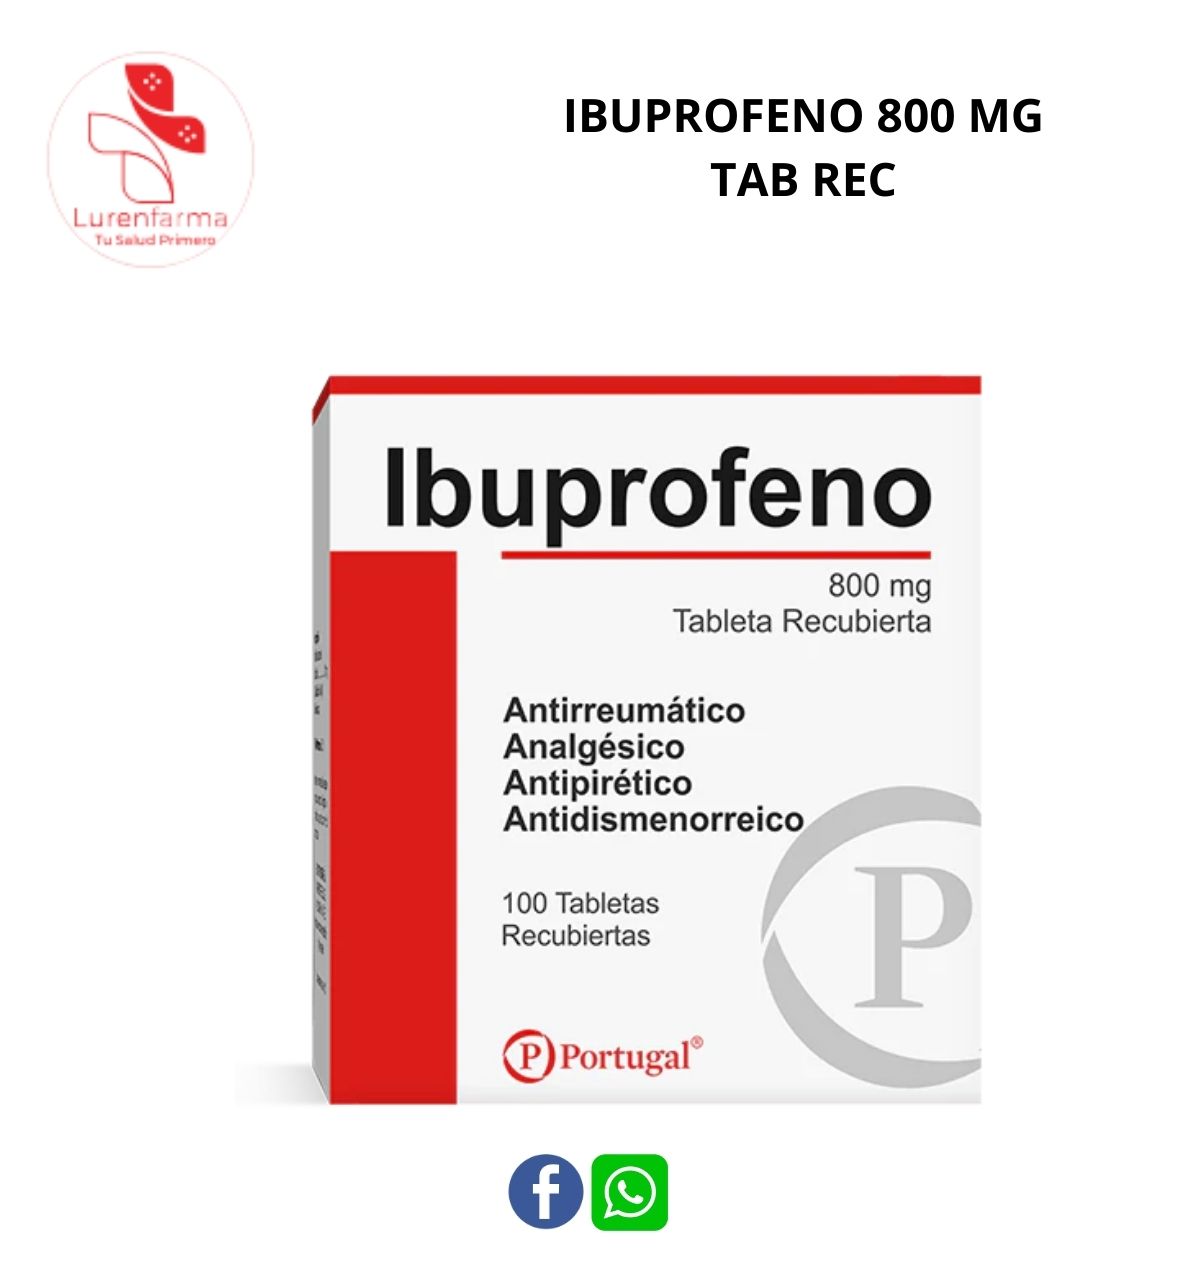 Lurenfarma
Tu Salud Primero
IBUPROFENO 800 MG
TAB REC
Ibuprofeno
800 mg
Tableta Recubierta
Antirreumático
Analgésico
Antipirético
Antidismenorreico
100 Tabletas
Recubiertas
P
P Portugal®